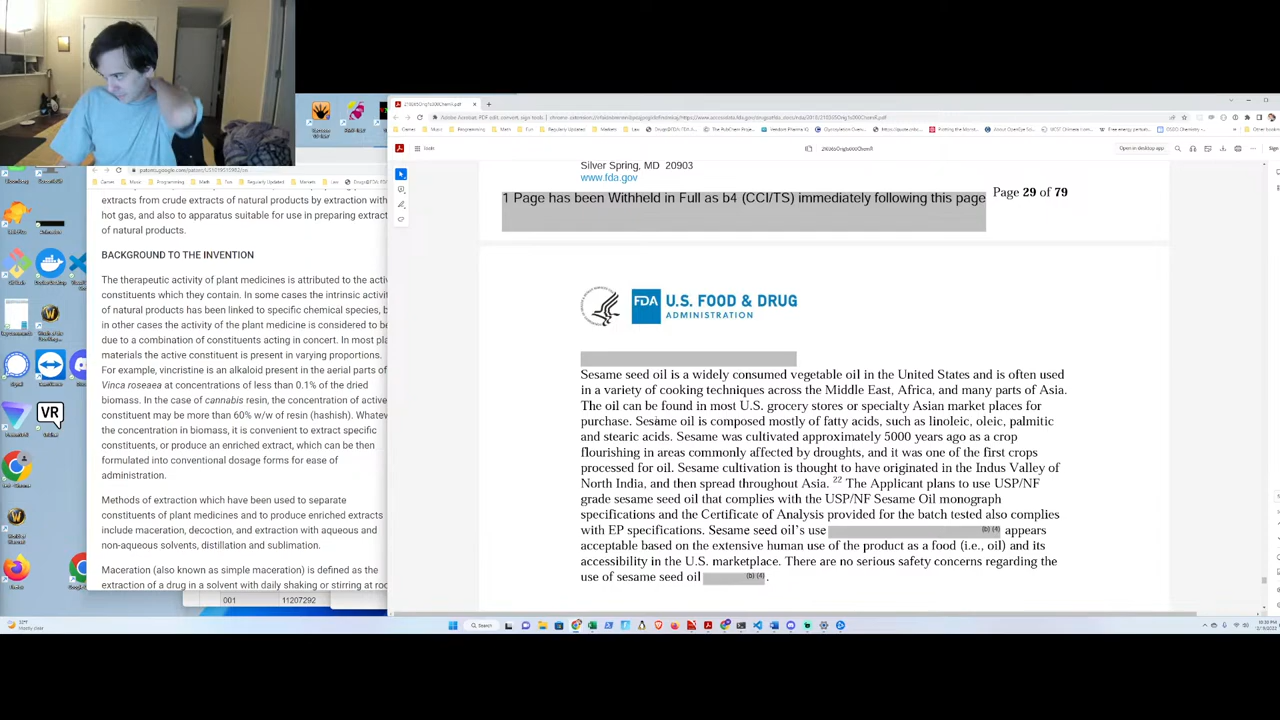 extracts from crude extracts of natural products by extraction with
hot gas, and also to apparatus suitable for use in preparing extract
of natural products.
BACKGROUND TO THE INVENTION
The therapeutic activity of plant medicines is attributed to the activ
constituents which they contain. In some cases the intrinsic activit
of natural products has been linked to specific chemical species, b
in other cases the activity of the plant medicine is considered to be
due to a combination of constituents acting in concert. In most pla
materials the active constituent is present in varying proportions.
For example, vincristine is an alkaloid present in the aerial parts of
Vinca roseaea at concentrations of less than 0.1% of the dried
biomass. In the case of cannabis resin, the concentration of active
constituent may be more than 60% w/w of resin (hashish). Whatev
the concentration in biomass, it is convenient to extract specific
constituents, or produce an enriched extract, which can be then
formulated into conventional dosage forms for ease of
administration.
Methods of extraction which have been used to separate
constituents of plant medicines and to produce enriched extracts
include maceration, decoction, and extraction with aqueous and
non-aqueous solvents, distillation and sublimation.
Maceration (also known as simple maceration) is defined as the
extraction of a drug in a solvent with daily shaking or stirring at roo
001 11207292
Open in desktop app
Silver Spring, MD 20903
www.fda.gov
Page 29 of 79
1 Page has been Withheld in Full as b4 (CCI/TS) immediately following this page
FDA U.S. FOOD & DRUG
ADMINISTRATION
Sesame seed oil is a widely consumed vegetable oil in the United States and is often used
in a variety of cooking techniques across the Middle East, Africa, and many parts of Asia.
The oil can be found in most U.S. grocery stores or specialty Asian market places for
purchase. Sesame oil is composed mostly of fatty acids, such as linoleic, oleic, palmitic
and stearic acids. Sesame was cultivated approximately 5000 years ago as a crop
flourishing in areas commonly affected by droughts, and it was one of the first crops
processed for oil. Sesame cultivation is thought to have originated in the Indus Valley of
North India, and then spread throughout Asia. 22 The Applicant plans to use USP/NF
grade sesame seed oil that complies with the USP/NF Sesame Oil monograph
specifications and the Certificate of Analysis provided for the batch tested also complies
with EP specifications. Sesame seed oil's use (b) (4) appears
acceptable based on the extensive human use of the product as a food (i.e., oil) and its
accessibility in the U.S. marketplace. There are no serious safety concerns regarding the
use of sesame seed oil (b) (4).
Search